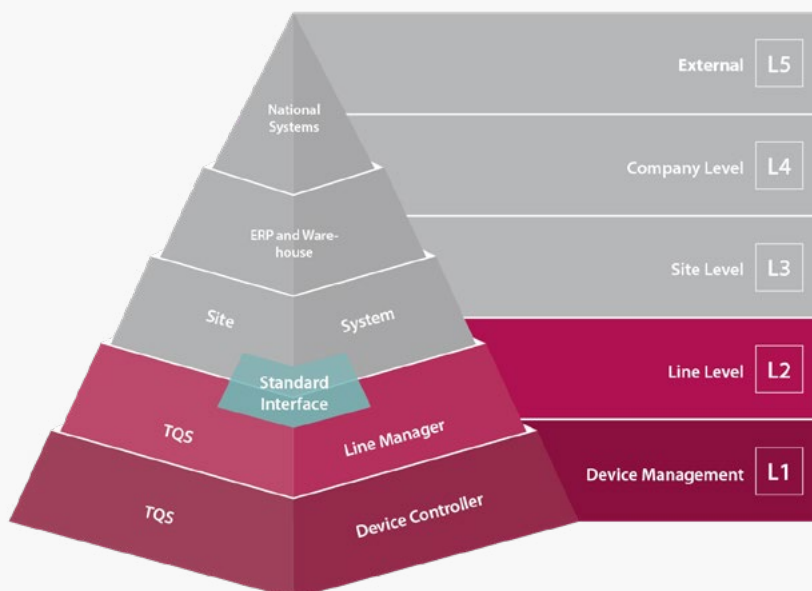 National
Systems
External L5
ERP and Ware-
house
Company Level L4
Site System
Site Level L3
Standard
Interface
TQS Line Manager
Line Level L2
TQS Device Controller
Device Management L1